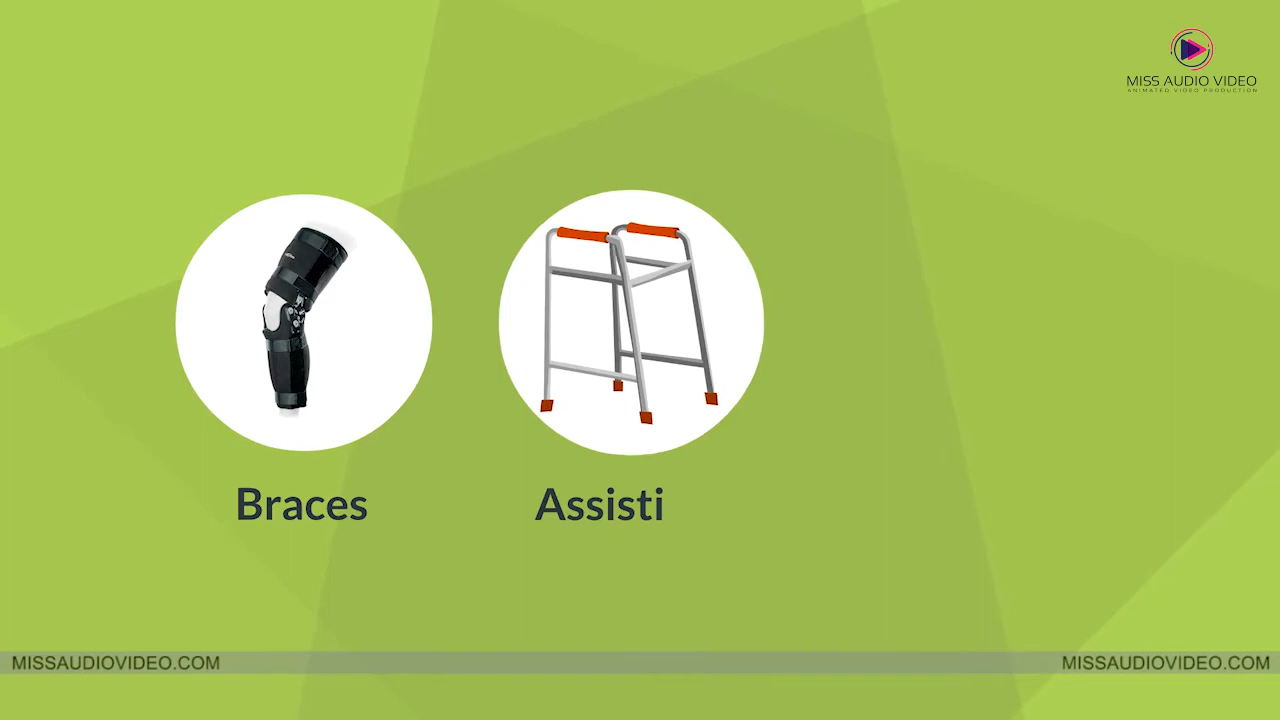 MISS AUDIO VIDEO
ANIMATED VIDEO PRODUCTION
Braces
Assisti
MISSAUDIOVIDEO.COM
MISSAUDIOVIDEO.COM